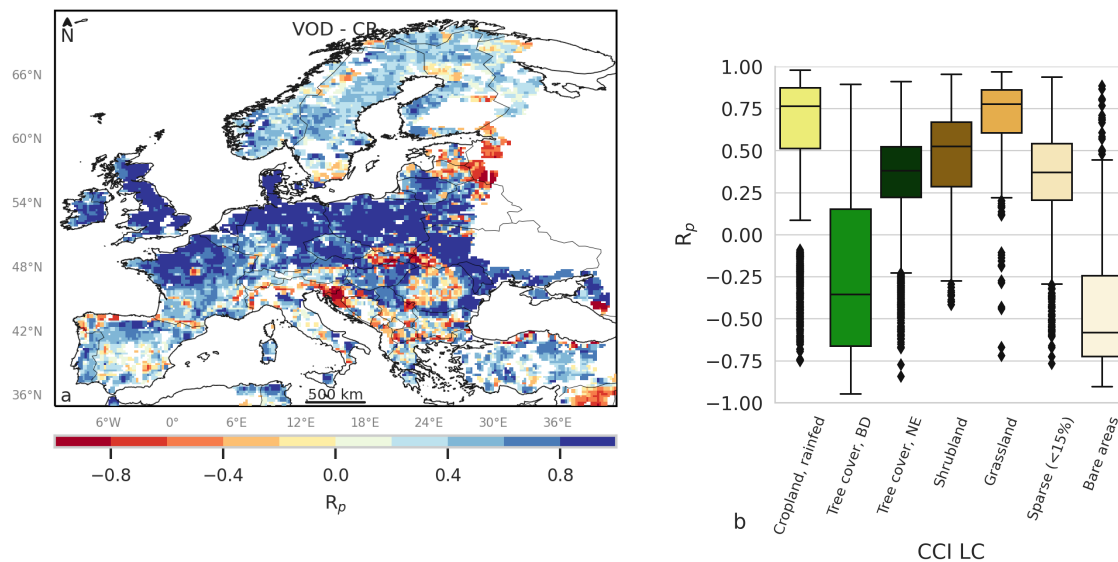 VOD - CR
N
66°N
60°N
54°N
48°N
42°N
36°N
a
500 km
6°W
0°
6°E
12°E
18°E
24°E
30°E
36°E
−0.8
−0.4
0.0
0.4
0.8
Rp
1.00
0.75
0.50
0.25
0.00
−0.25
−0.50
−0.75
−1.00
Rp
Cropland, rainfed
Tree cover, BD
Tree cover, NE
Shrubland
Grassland
Sparse (<15%)
Bare areas
b
CCI LC